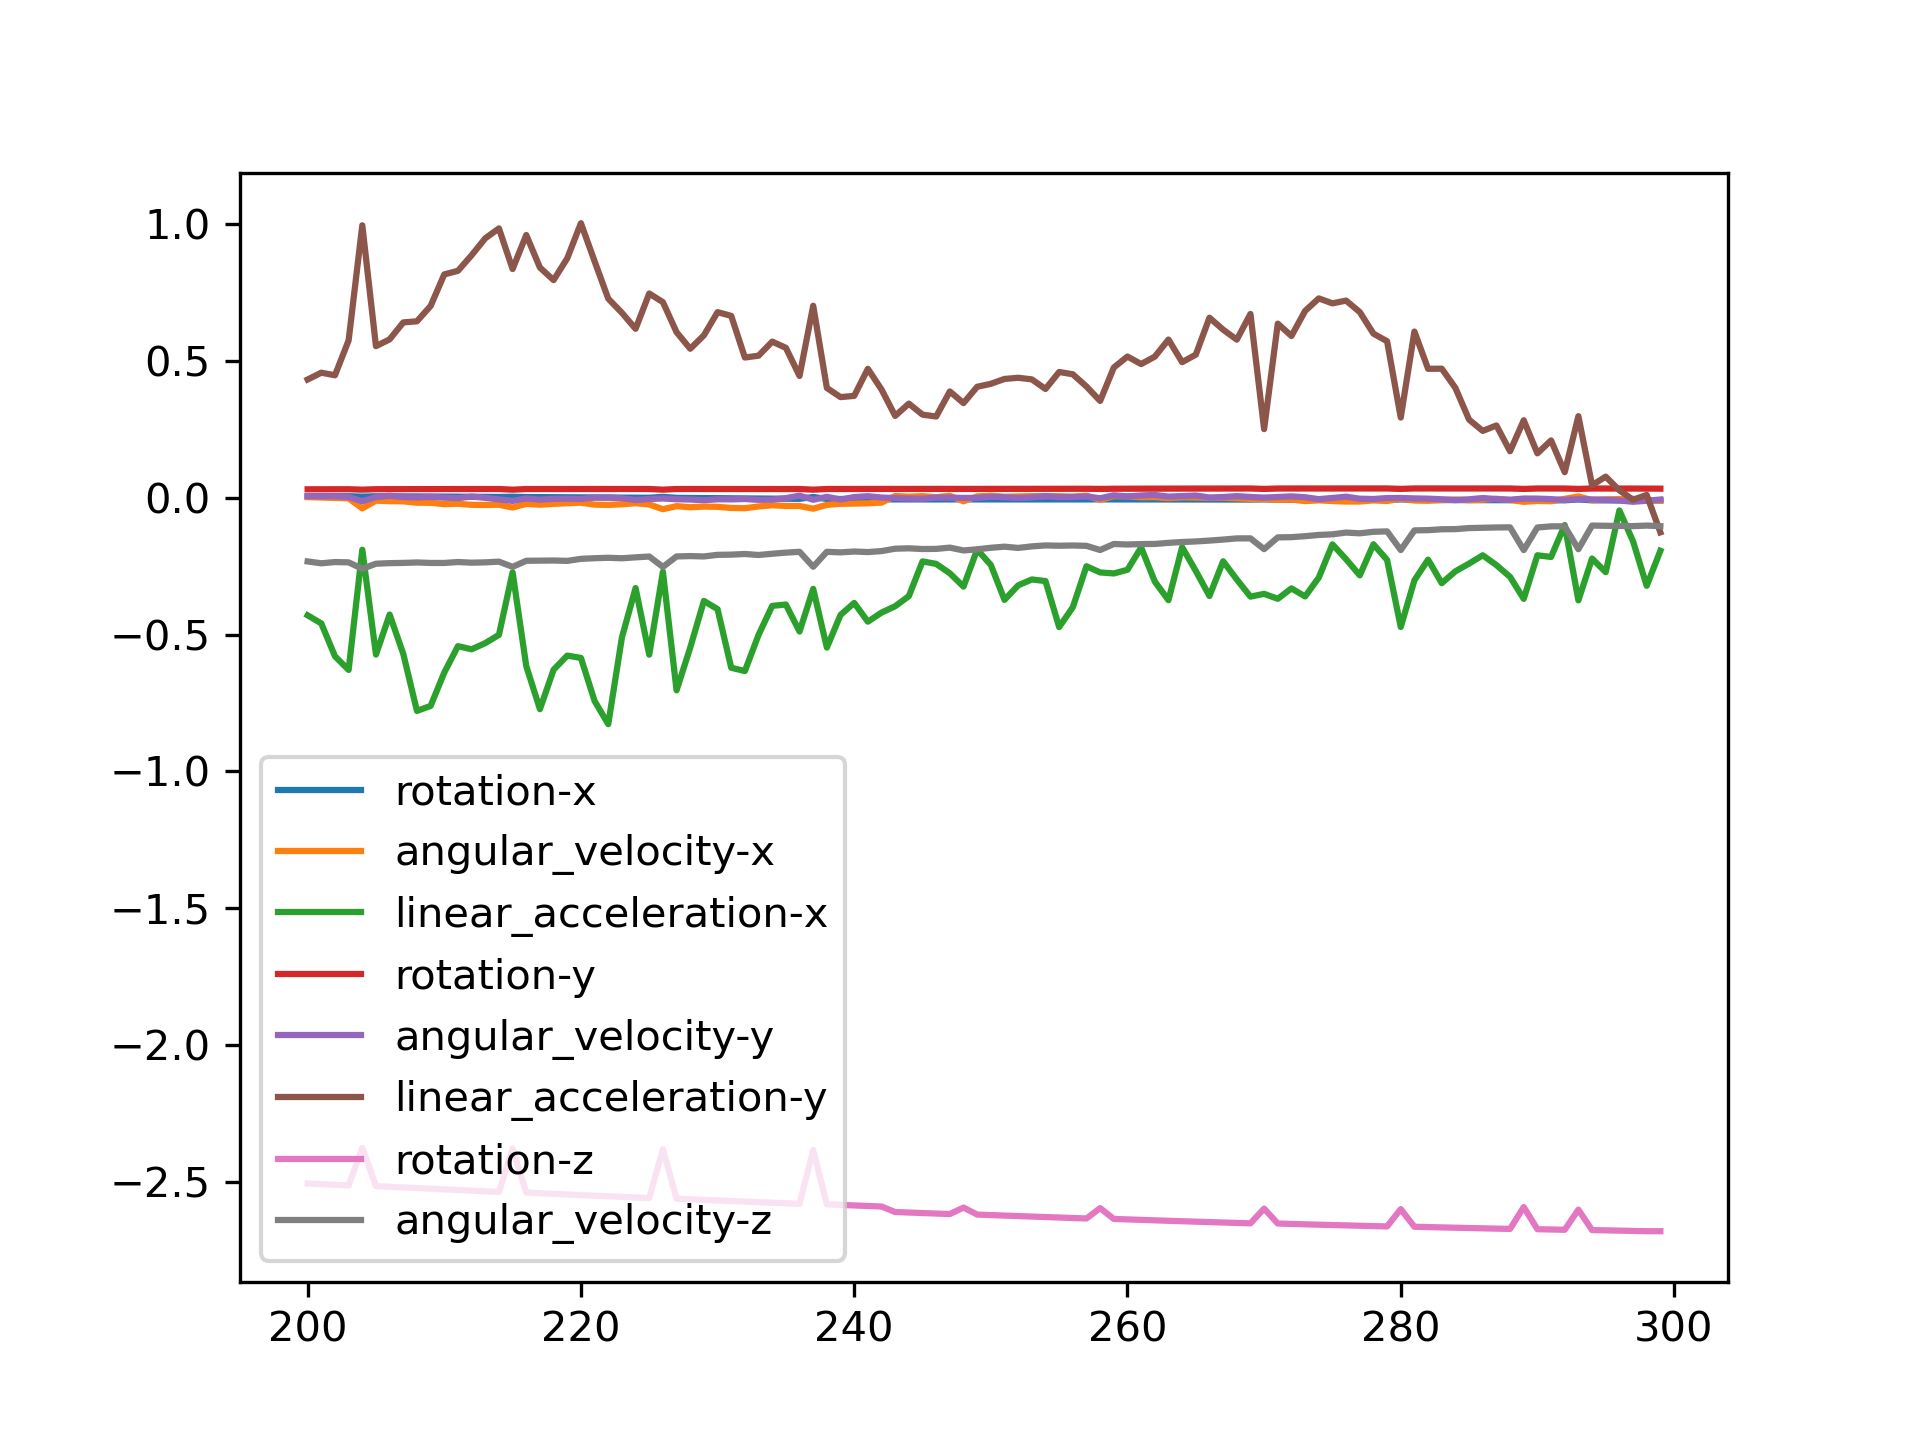 1.0
0.5
0.0
−0.5
−1.0
−1.5
−2.0
−2.5
rotation-x
angular_velocity-x
linear_acceleration-x
rotation-y
angular_velocity-y
linear_acceleration-y
rotation-z
angular_velocity-z
200 220 240 260 280 300